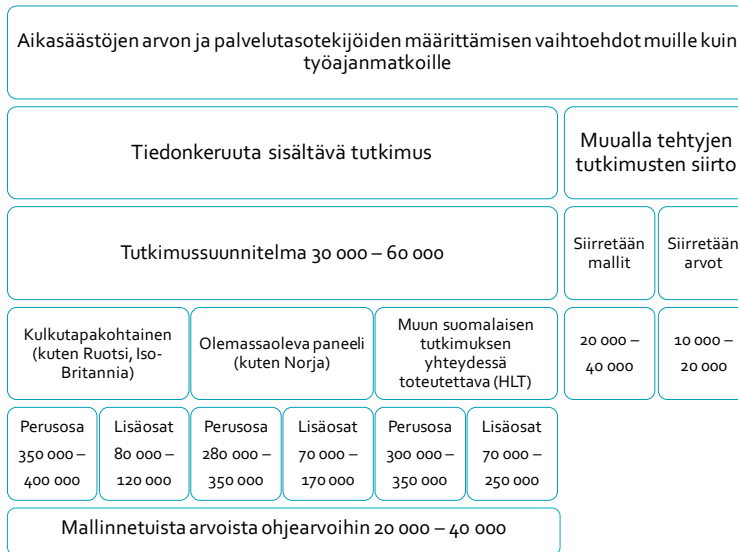 Aikasäästöjen arvon ja palvelutasotekijöiden määrittämisen vaihtoehdot muille kuin
työajanmatkoille
Tiedonkeruuta sisältävä tutkimus
Muualla tehtyjen
tutkimusten siirto
Tutkimussuunnitelma 30 000 – 60 000
Siirretään
mallit
Siirretään
arvot
Kulkutapakohtainen
(kuten Ruotsi, Iso-
Britannia)
Olemassaoleva paneeli
(kuten Norja)
Muun suomalaisen
tutkimuksen
yhteydessä
toteutettava (HLT)
20 000 –
40 000
10 000 –
20 000
Perusosa
350 000 –
400 000
Lisäosat
80 000 –
120 000
Perusosa
280 000 –
350 000
Lisäosat
70 000 –
170 000
Perusosa
300 000 –
350 000
Lisäosat
70 000 –
250 000
Mallinnetuista arvoista ohjearvoihin 20 000 – 40 000